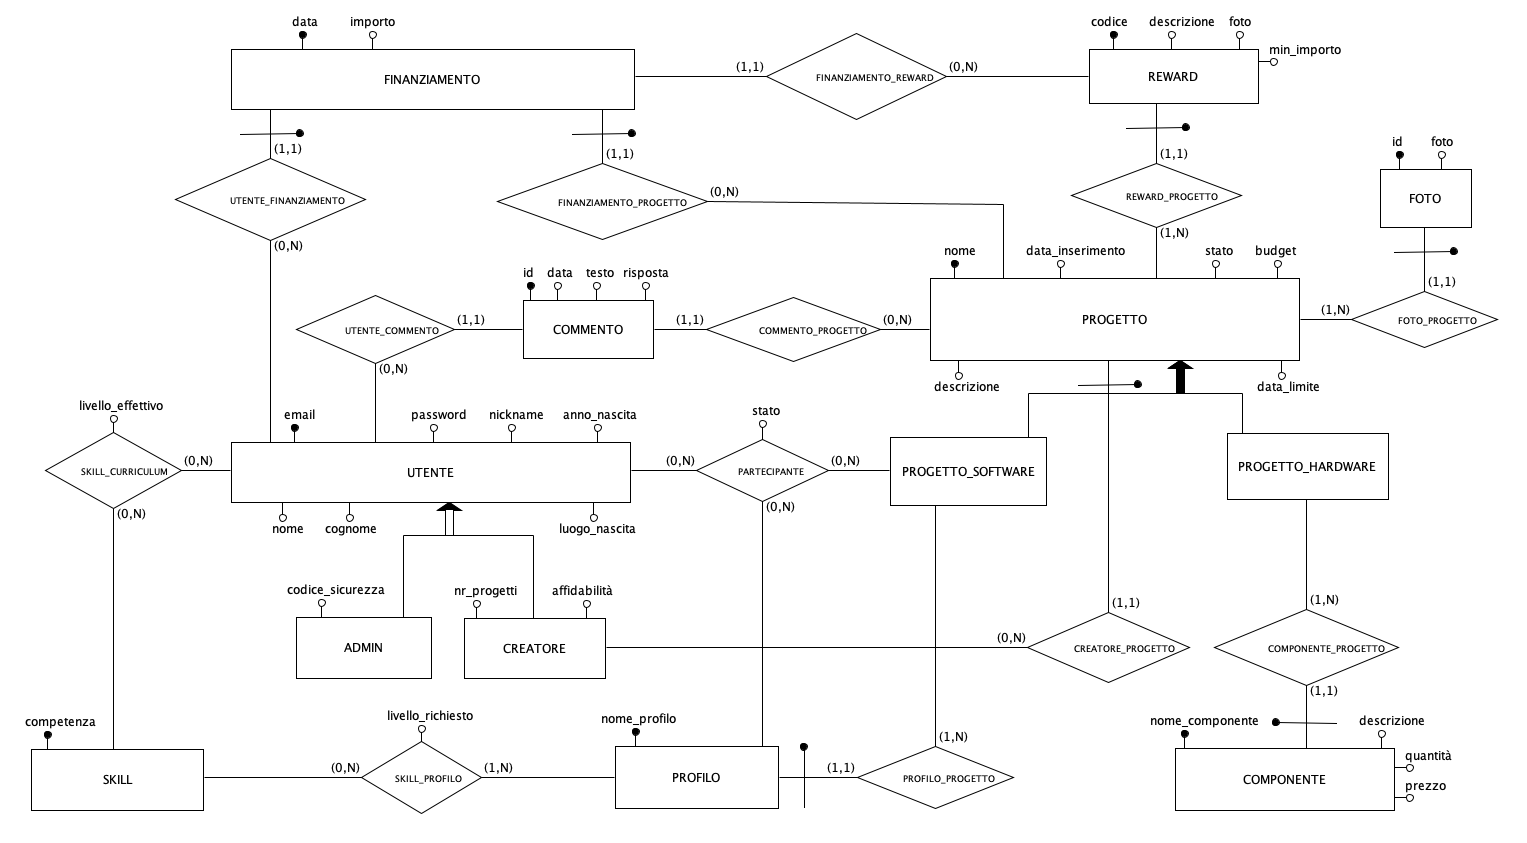 data importo
codice descrizione foto
min_importo
FINANZIAMENTO
(1,1) FINANZIAMENTO_REWARD (0,N)
REWARD
(1,1)
(1,1)
(1,1)
id foto
UTENTE_FINANZIAMENTO
FINANZIAMENTO_PROGETTO
(0,N)
REWARD_PROGETTO
FOTO
(0,N)
(1,N)
nome data_inserimento stato budget
id data testo risposta
(1,1)
UTENTE_COMMENTO (1,1)
COMMENTO
(1,1) COMMENTO_PROGETTO (0,N)
PROGETTO
(1,N) FOTO_PROGETTO
(0,N)
descrizione data_limite
livello_effettivo
email password nickname anno_nascita
stato
SKILL_CURRICULUM (0,N)
UTENTE
(0,N) PARTECIPANTE (0,N)
PROGETTO_SOFTWARE
PROGETTO_HARDWARE
(0,N)
(0,N)
nome cognome luogo_nascita
codice_sicurezza nr_progetti affidabilità
(1,1)
(1,N)
ADMIN
CREATORE
(0,N) CREATORE_PROGETTO
COMPONENTE_PROGETTO
(1,1)
competenza
livello_richiesto
nome_profilo
(1,N)
nome_componente descrizione
quantità
SKILL
(0,N) SKILL_PROFILO (1,N)
PROFILO
(1,1) PROFILO_PROGETTO
COMPONENTE
prezzo